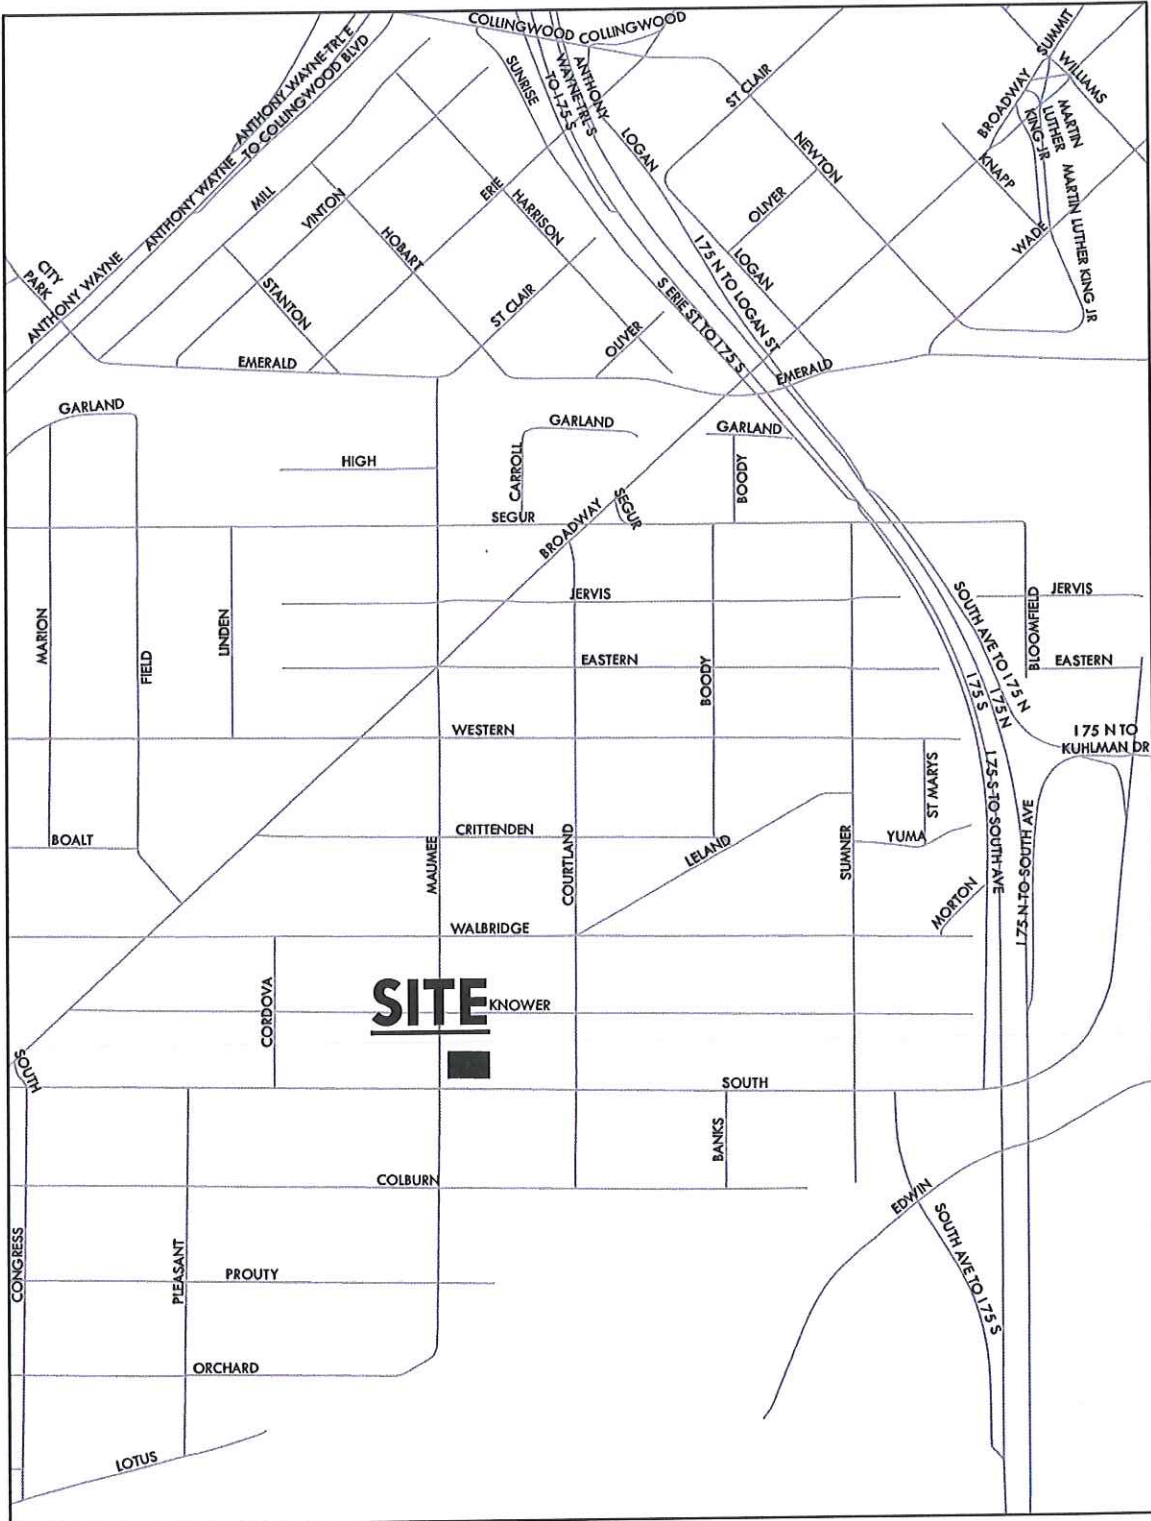 COLLINGWOOD
COLLINGWOOD
SUMMIT
ANTHONY WAYNE TRL E
TO COLLINGWOOD BLVD
SUNRISE
ANTHONY
WAYNE TRL S
TO I 75 S
ST CLAIR
BROADWAY
WILLIAMS
LOGAN
NEWTON
MARTIN
LUTHER
KING JR
KNAPP
MARTIN LUTHER KING JR
ANTHONY WAYNE
MILL
VINTON
ERIE
HARRISON
OLIVER
WADE
HOBART
LOGAN
I 75 N TO LOGAN ST
CITY
PARK
ANTHONY WAYNE
STANTON
ST CLAIR
S ERIE ST TO I 75 S
OLIVER
EMERALD
EMERALD
GARLAND
GARLAND
GARLAND
HIGH
CARROLL
BOODY
SEGUR
SEGUR
BROADWAY
MARION
FIELD
LINDEN
JERVIS
JERVIS
SOUTH AVE TO I 75 N
BLOOMFIELD
EASTERN
EASTERN
BOODY
I 75 S
I 75 N
WESTERN
I 75 N TO
KUHLMAN DR
ST MARYS
I 75 S TO SOUTH AVE
I 75 N TO SOUTH AVE
BOALT
CRITTENDEN
MAUMEE
COURTLAND
LELAND
SUMNER
YUMA
MORTON
WALBRIDGE
CORDOVA
SITE
KNOWER
SOUTH
SOUTH
BANKS
COLBURN
EDWIN
SOUTH AVE TO I 75 S
CONGRESS
PLEASANT
PROUTY
ORCHARD
LOTUS